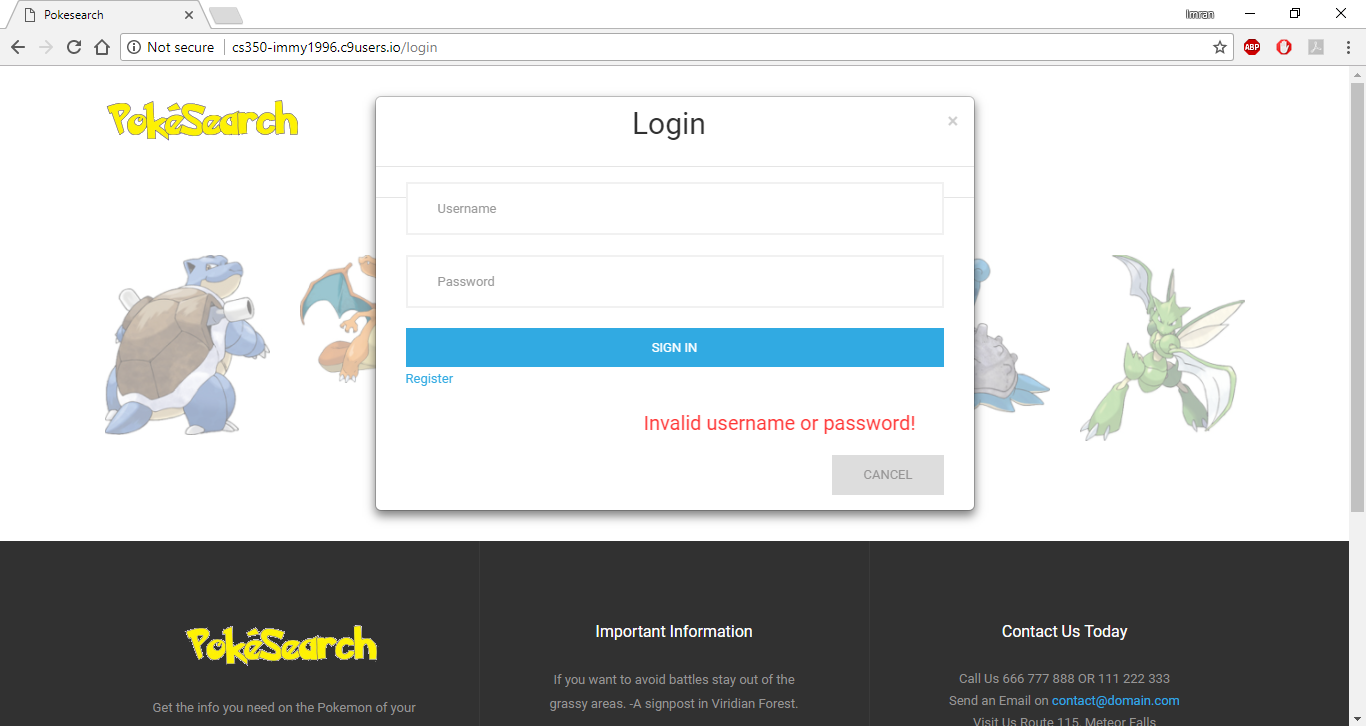 Pokesearch
Imran
Not secure
cs350-immy1996.c9users.io/login
ABP
PokéSearch
Login
×
Username
Password
SIGN IN
Register
Invalid username or password!
CANCEL
PokéSearch
Get the info you need on the Pokemon of your
Important Information
If you want to avoid battles stay out of the
grassy areas. -A signpost in Viridian Forest.
Contact Us Today
Call Us 666 777 888 OR 111 222 333
Send an Email on contact@domain.com
Visit Us Route 115, Meteor Falls